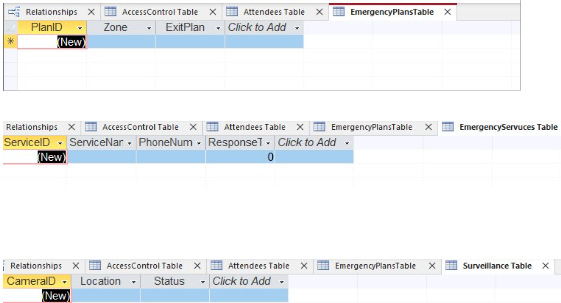 Relationships AccessControl Table Attendees Table EmergencyPlansTable
PlanID Zone ExitPlan Click to Add
(New)
Relationships AccessControl Table Attendees Table EmergencyPlansTable EmergencyServuces Table
ServiceID ServiceNar PhoneNum ResponseT Click to Add
(New) 0
Relationships AccessControl Table Attendees Table EmergencyPlansTable Surveillance Table
CameraID Location Status Click to Add
(New)